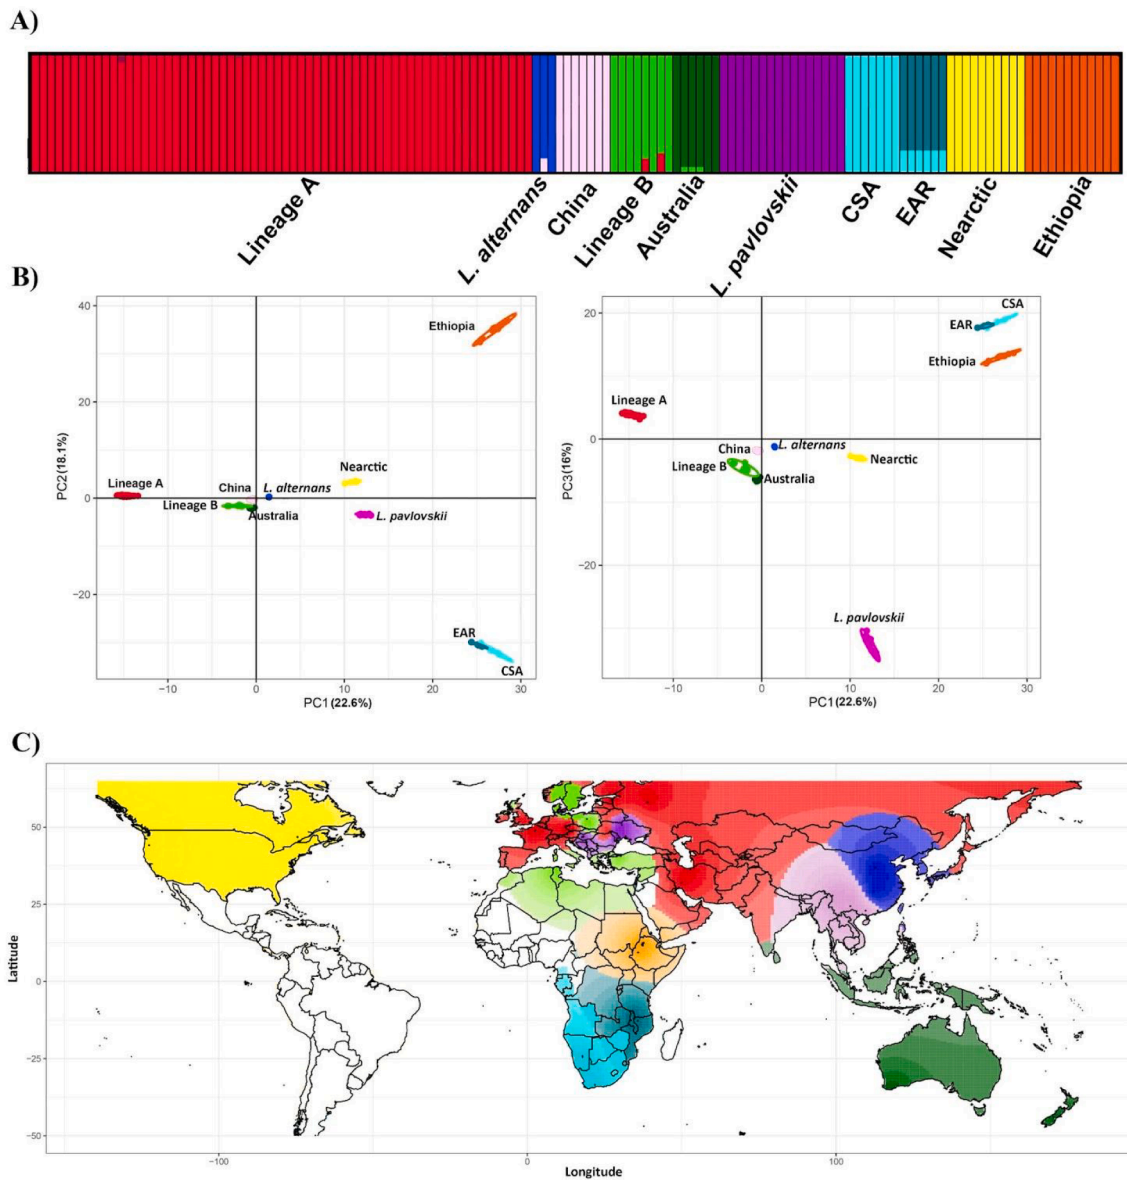 A)
Lineage A
L. alternans
China
Lineage B
Australia
L. pavlovskii
CSA
EAR
Nearctic
Ethiopia
B)
40
20
0
−20
PC2 (18.1%)
Ethiopia
Nearctic
Lineage A
China
L. alternans
Lineage B
Australia
L. pavlovskii
EAR
CSA
−10
0
10
20
30
PC1 (22.6%)
20
0
−20
PC3 (16%)
CSA
EAR
Ethiopia
Lineage A
China
L. alternans
Lineage B
Nearctic
Australia
L. pavlovskii
−10
0
10
20
30
PC1 (22.6%)
C)
50
25
0
−25
−50
Latitude
−100
0
100
Longitude